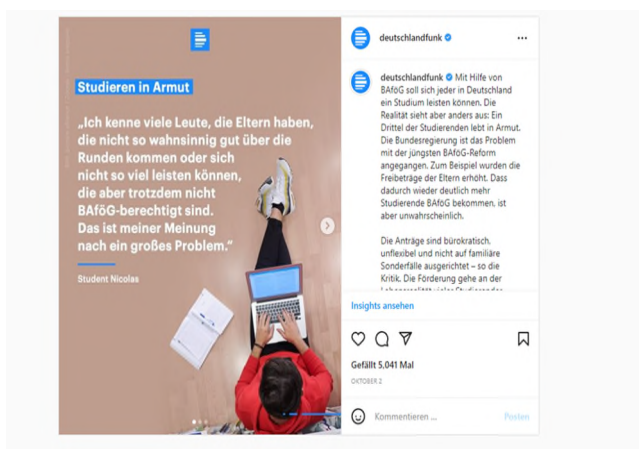 Studieren in Armut
„Ich kenne viele Leute, die Eltern haben,
die nicht so wahnsinnig gut über die
Runden kommen oder sich
nicht so viel leisten können,
die aber trotzdem nicht
BAföG-berechtigt sind.
Das ist meiner Meinung
nach ein großes Problem.“
Student Nicolas
deutschlandfunk
deutschlandfunk Mit Hilfe von
BAföG soll sich jeder in Deutschland
ein Studium leisten können. Die
Realität sieht aber anders aus: Ein
Drittel der Studierenden lebt in Armut.
Die Bundesregierung ist das Problem
mit der jüngsten BAföG-Reform
angegangen. Zum Beispiel wurden die
Freibeträge der Eltern erhöht. Dass
dadurch wieder deutlich mehr
Studierende BAföG bekommen, ist
aber unwahrscheinlich.
Die Anträge sind bürokratisch,
unflexibel und nicht auf familiäre
Sonderfälle ausgerichtet – so die
Kritik. Die Förderung gehe an der
Insights ansehen
Gefällt 5.041 Mal
OKTOBER 2
Kommentieren ...
Posten